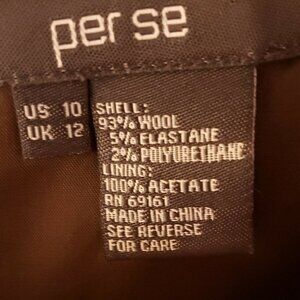 per se
US 10
UK 12
SHELL:
93% WOOL
5% ELASTANE
2% POLYURETHANE
LINING:
100% ACETATE
RN 69161
MADE IN CHINA
SEE REVERSE
FOR CARE